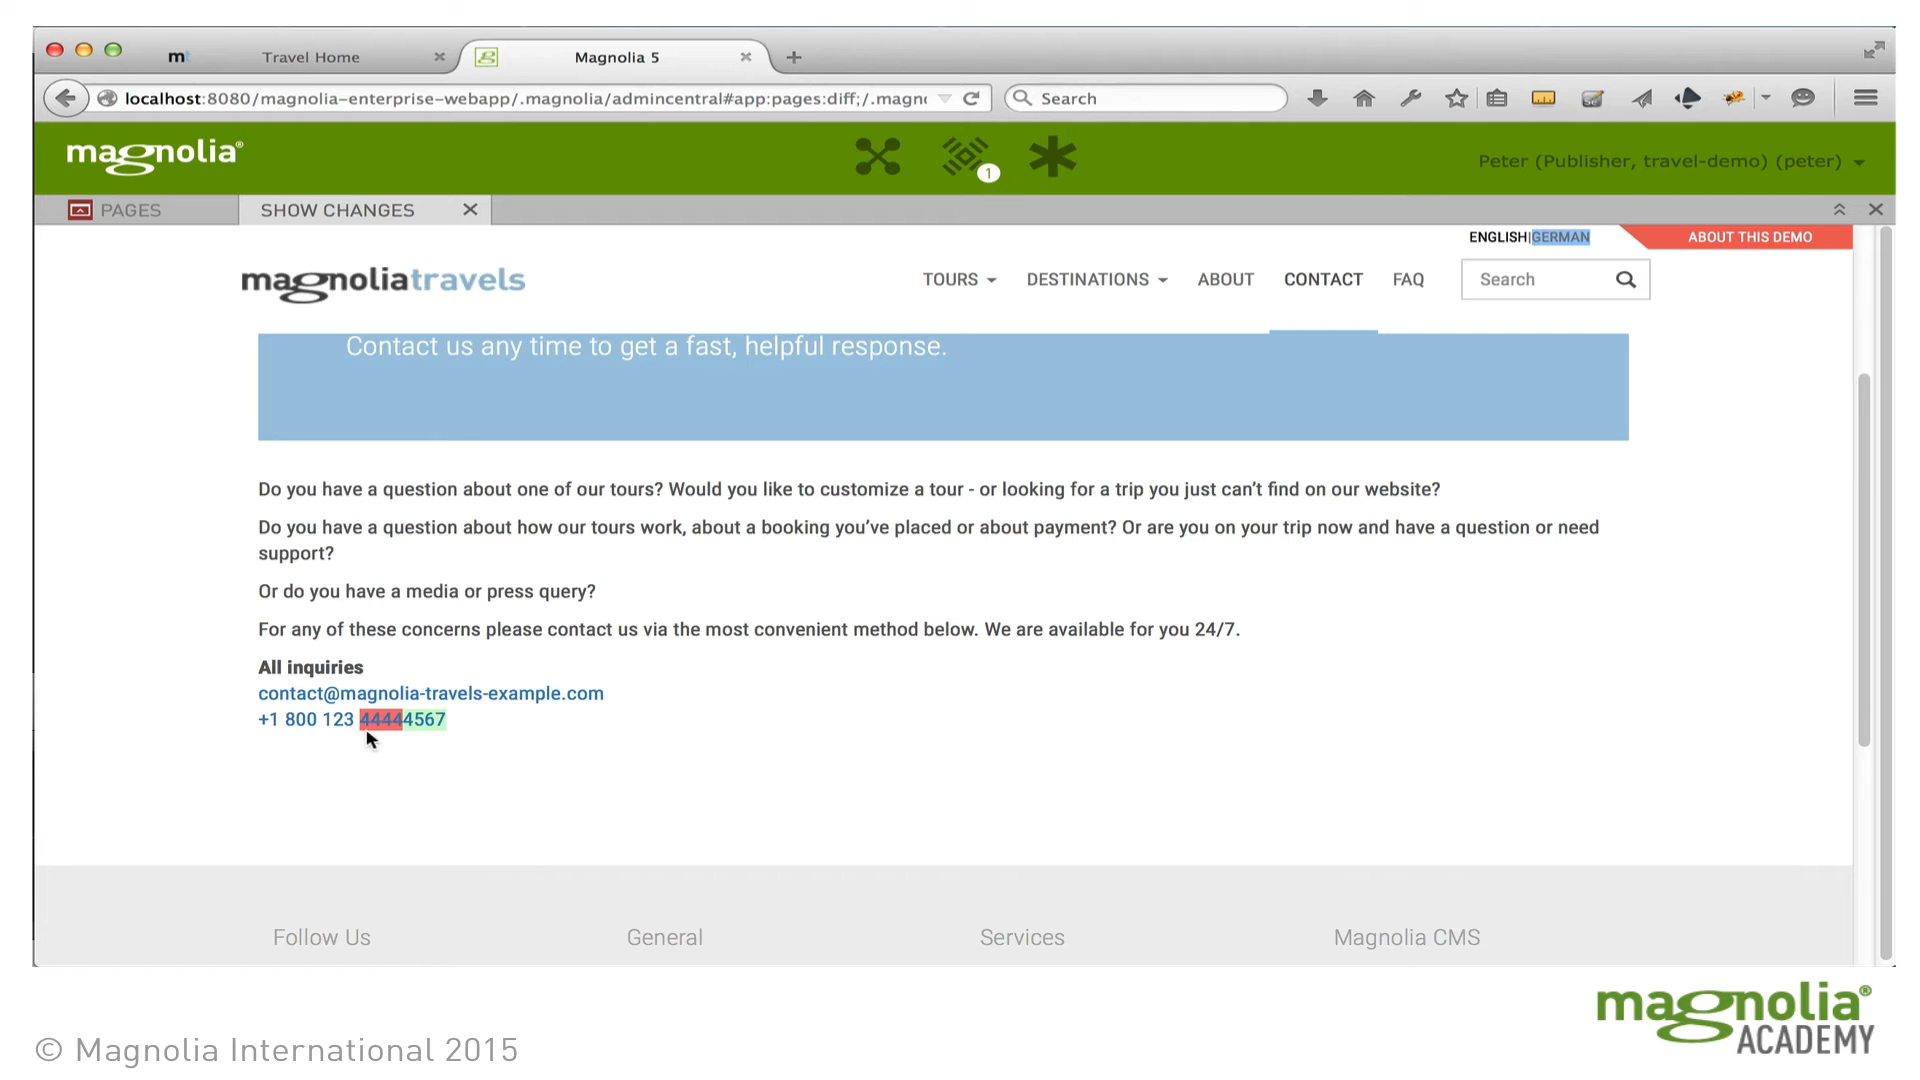 mt Travel Home
Magnolia 5
localhost:8080/magnolia-enterprise-webapp/.magnolia/admincentral#app:pages:diff;/.magn
Search
magnolia®
1
Peter (Publisher, travel-demo) (peter)
PAGES
SHOW CHANGES
ENGLISH|GERMAN
ABOUT THIS DEMO
magnoliatravels
TOURS
DESTINATIONS
ABOUT
CONTACT
FAQ
Search
Contact us any time to get a fast, helpful response.
Do you have a question about one of our tours? Would you like to customize a tour - or looking for a trip you just can't find on our website?
Do you have a question about how our tours work, about a booking you've placed or about payment? Or are you on your trip now and have a question or need
support?
Or do you have a media or press query?
For any of these concerns please contact us via the most convenient method below. We are available for you 24/7.
All inquiries
contact@magnolia-travels-example.com
+1 800 123 44444567
Follow Us
General
Services
Magnolia CMS
© Magnolia International 2015
magnolia®
ACADEMY